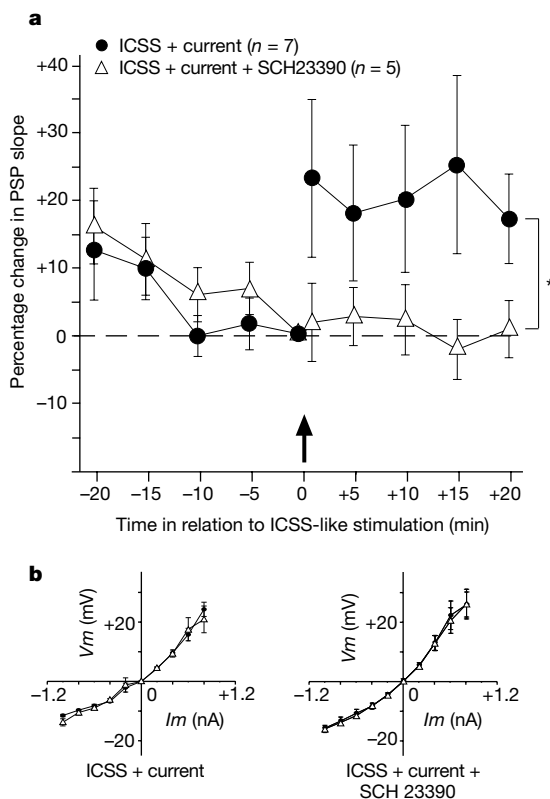 a
ICSS + current (n = 7)
ICSS + current + SCH23390 (n = 5)
Percentage change in PSP slope
+40
+30
+20
+10
0
−10
*
−20 −15 −10 −5 0 +5 +10 +15 +20
Time in relation to ICSS-like stimulation (min)
b
Vm (mV)
+20
−1.2 0 +1.2
Im (nA)
−20
ICSS + current
Vm (mV)
+20
−1.2 0 +1.2
Im (nA)
−20
ICSS + current +
SCH 23390